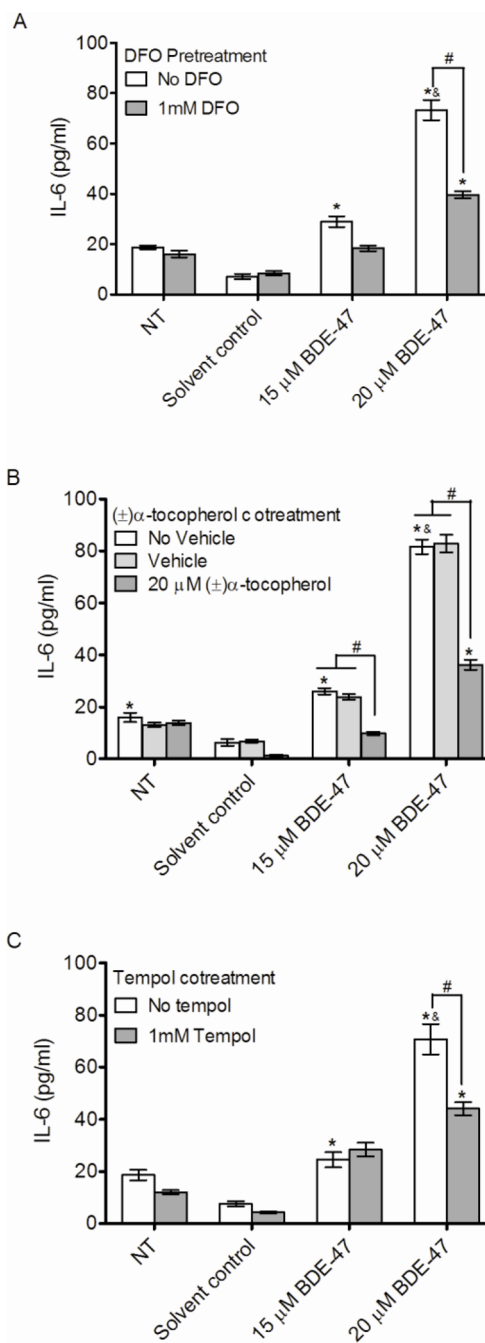 A
100
80
60
40
20
0
IL-6 (pg/ml)
DFO Pretreatment
No DFO
1mM DFO
*
*&
#
*
NT
Solvent control
15 µM BDE-47
20 µM BDE-47
B
100
80
60
40
20
0
IL-6 (pg/ml)
(±)α-tocopherol cotreatment
No Vehicle
Vehicle
20 µM (±)α-tocopherol
*
*
#
*&
#
*
NT
Solvent control
15 µM BDE-47
20 µM BDE-47
C
100
80
60
40
20
0
IL-6 (pg/ml)
Tempol cotreatment
No tempol
1mM Tempol
*
*&
#
*
NT
Solvent control
15 µM BDE-47
20 µM BDE-47